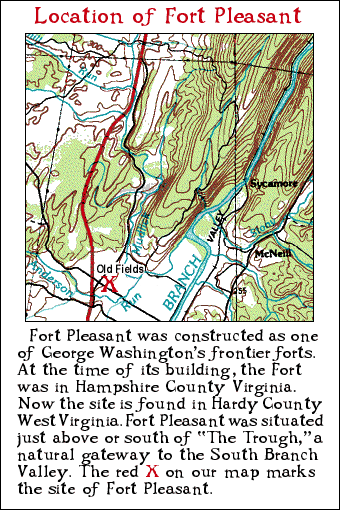 Location of Fort Pleasant
Run
Sycamore
VALLEY
Stony
McNeill
Anderson
Old Fields
X
Run
BRANCH
Fort Pleasant was constructed as one
of George Washington's frontier forts.
At the time of its building, the Fort
was in Hampshire County Virginia.
Now the site is found in Hardy County
West Virginia. Fort Pleasant was situated
just above or south of "The Trough," a
natural gateway to the South Branch
Valley. The red X on our map marks
the site of Fort Pleasant.